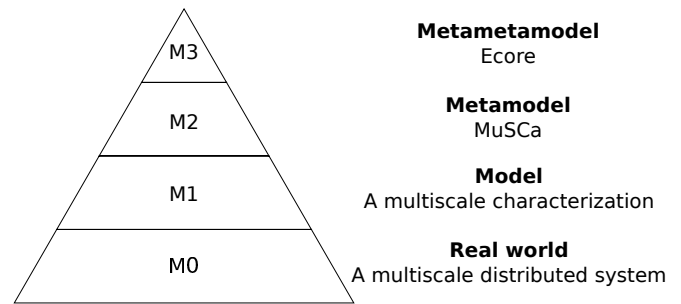 M3
Metametamodel
Ecore
M2
Metamodel
MuSCa
M1
Model
A multiscale characterization
M0
Real world
A multiscale distributed system